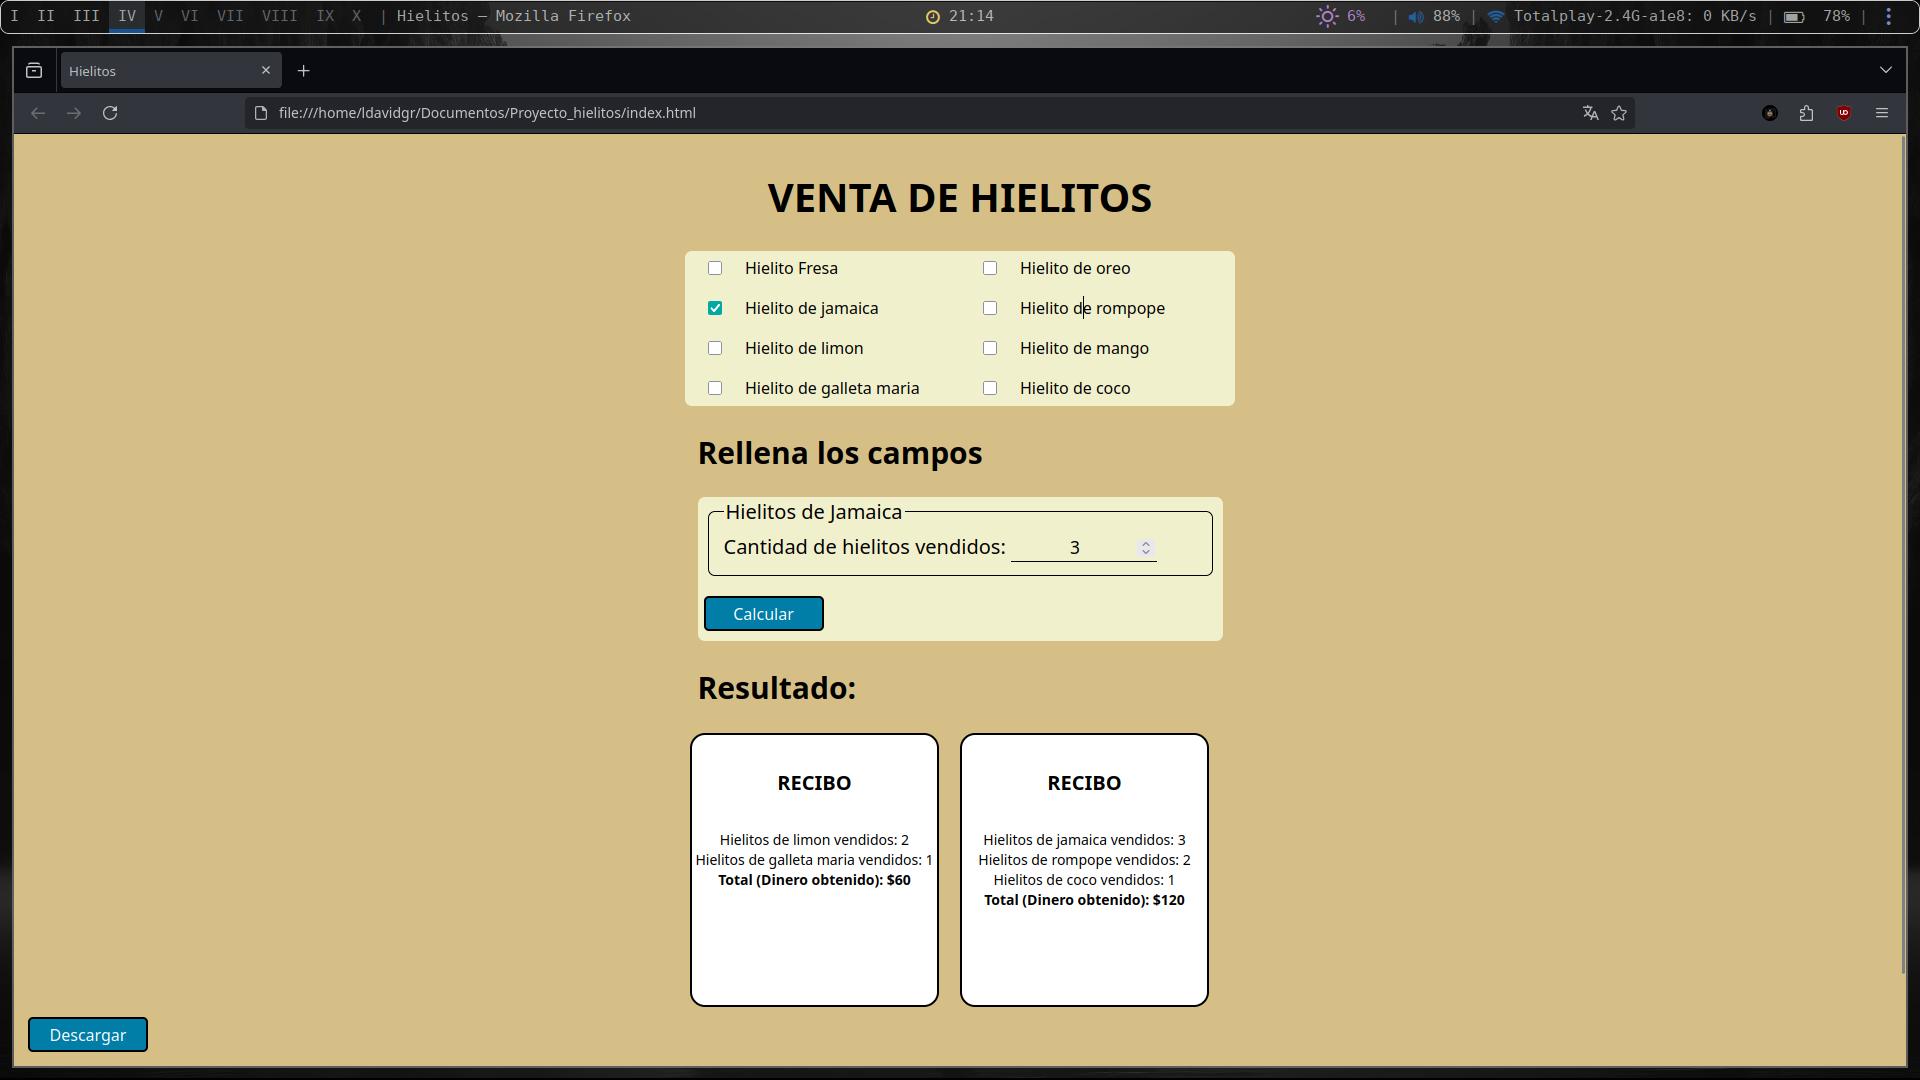 I II III IV V VI VII VIII IX X | Hielitos — Mozilla Firefox
21:14
6% | 88% | Totalplay-2.4G-a1e8: 0 KB/s | 78% |
Hielitos
file:///home/ldavidgr/Documentos/Proyecto_hielitos/index.html
VENTA DE HIELITOS
Hielito Fresa
Hielito de oreo
Hielito de jamaica
Hielito de rompope
Hielito de limon
Hielito de mango
Hielito de galleta maria
Hielito de coco
Rellena los campos
Hielitos de Jamaica
Cantidad de hielitos vendidos: 3
Calcular
Resultado:
RECIBO
Hielitos de limon vendidos: 2
Hielitos de galleta maria vendidos: 1
Total (Dinero obtenido): $60
RECIBO
Hielitos de jamaica vendidos: 3
Hielitos de rompope vendidos: 2
Hielitos de coco vendidos: 1
Total (Dinero obtenido): $120
Descargar